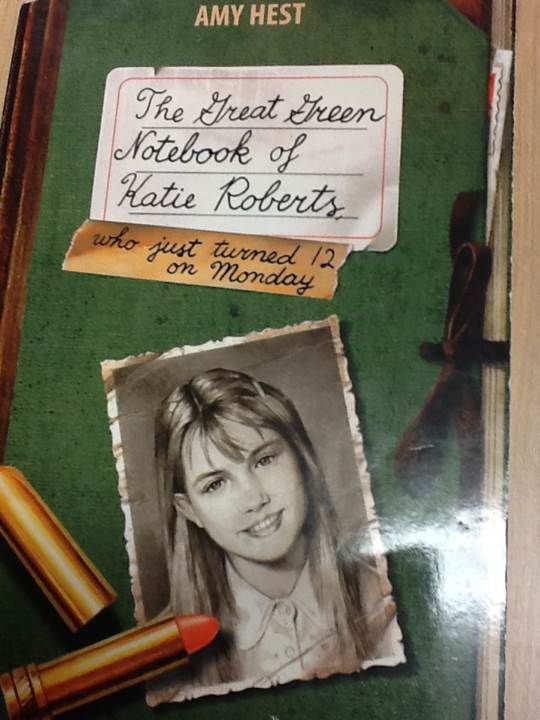 AMY HEST
The Great Green
Notebook of
Katie Roberts,
who just turned 12
on Monday